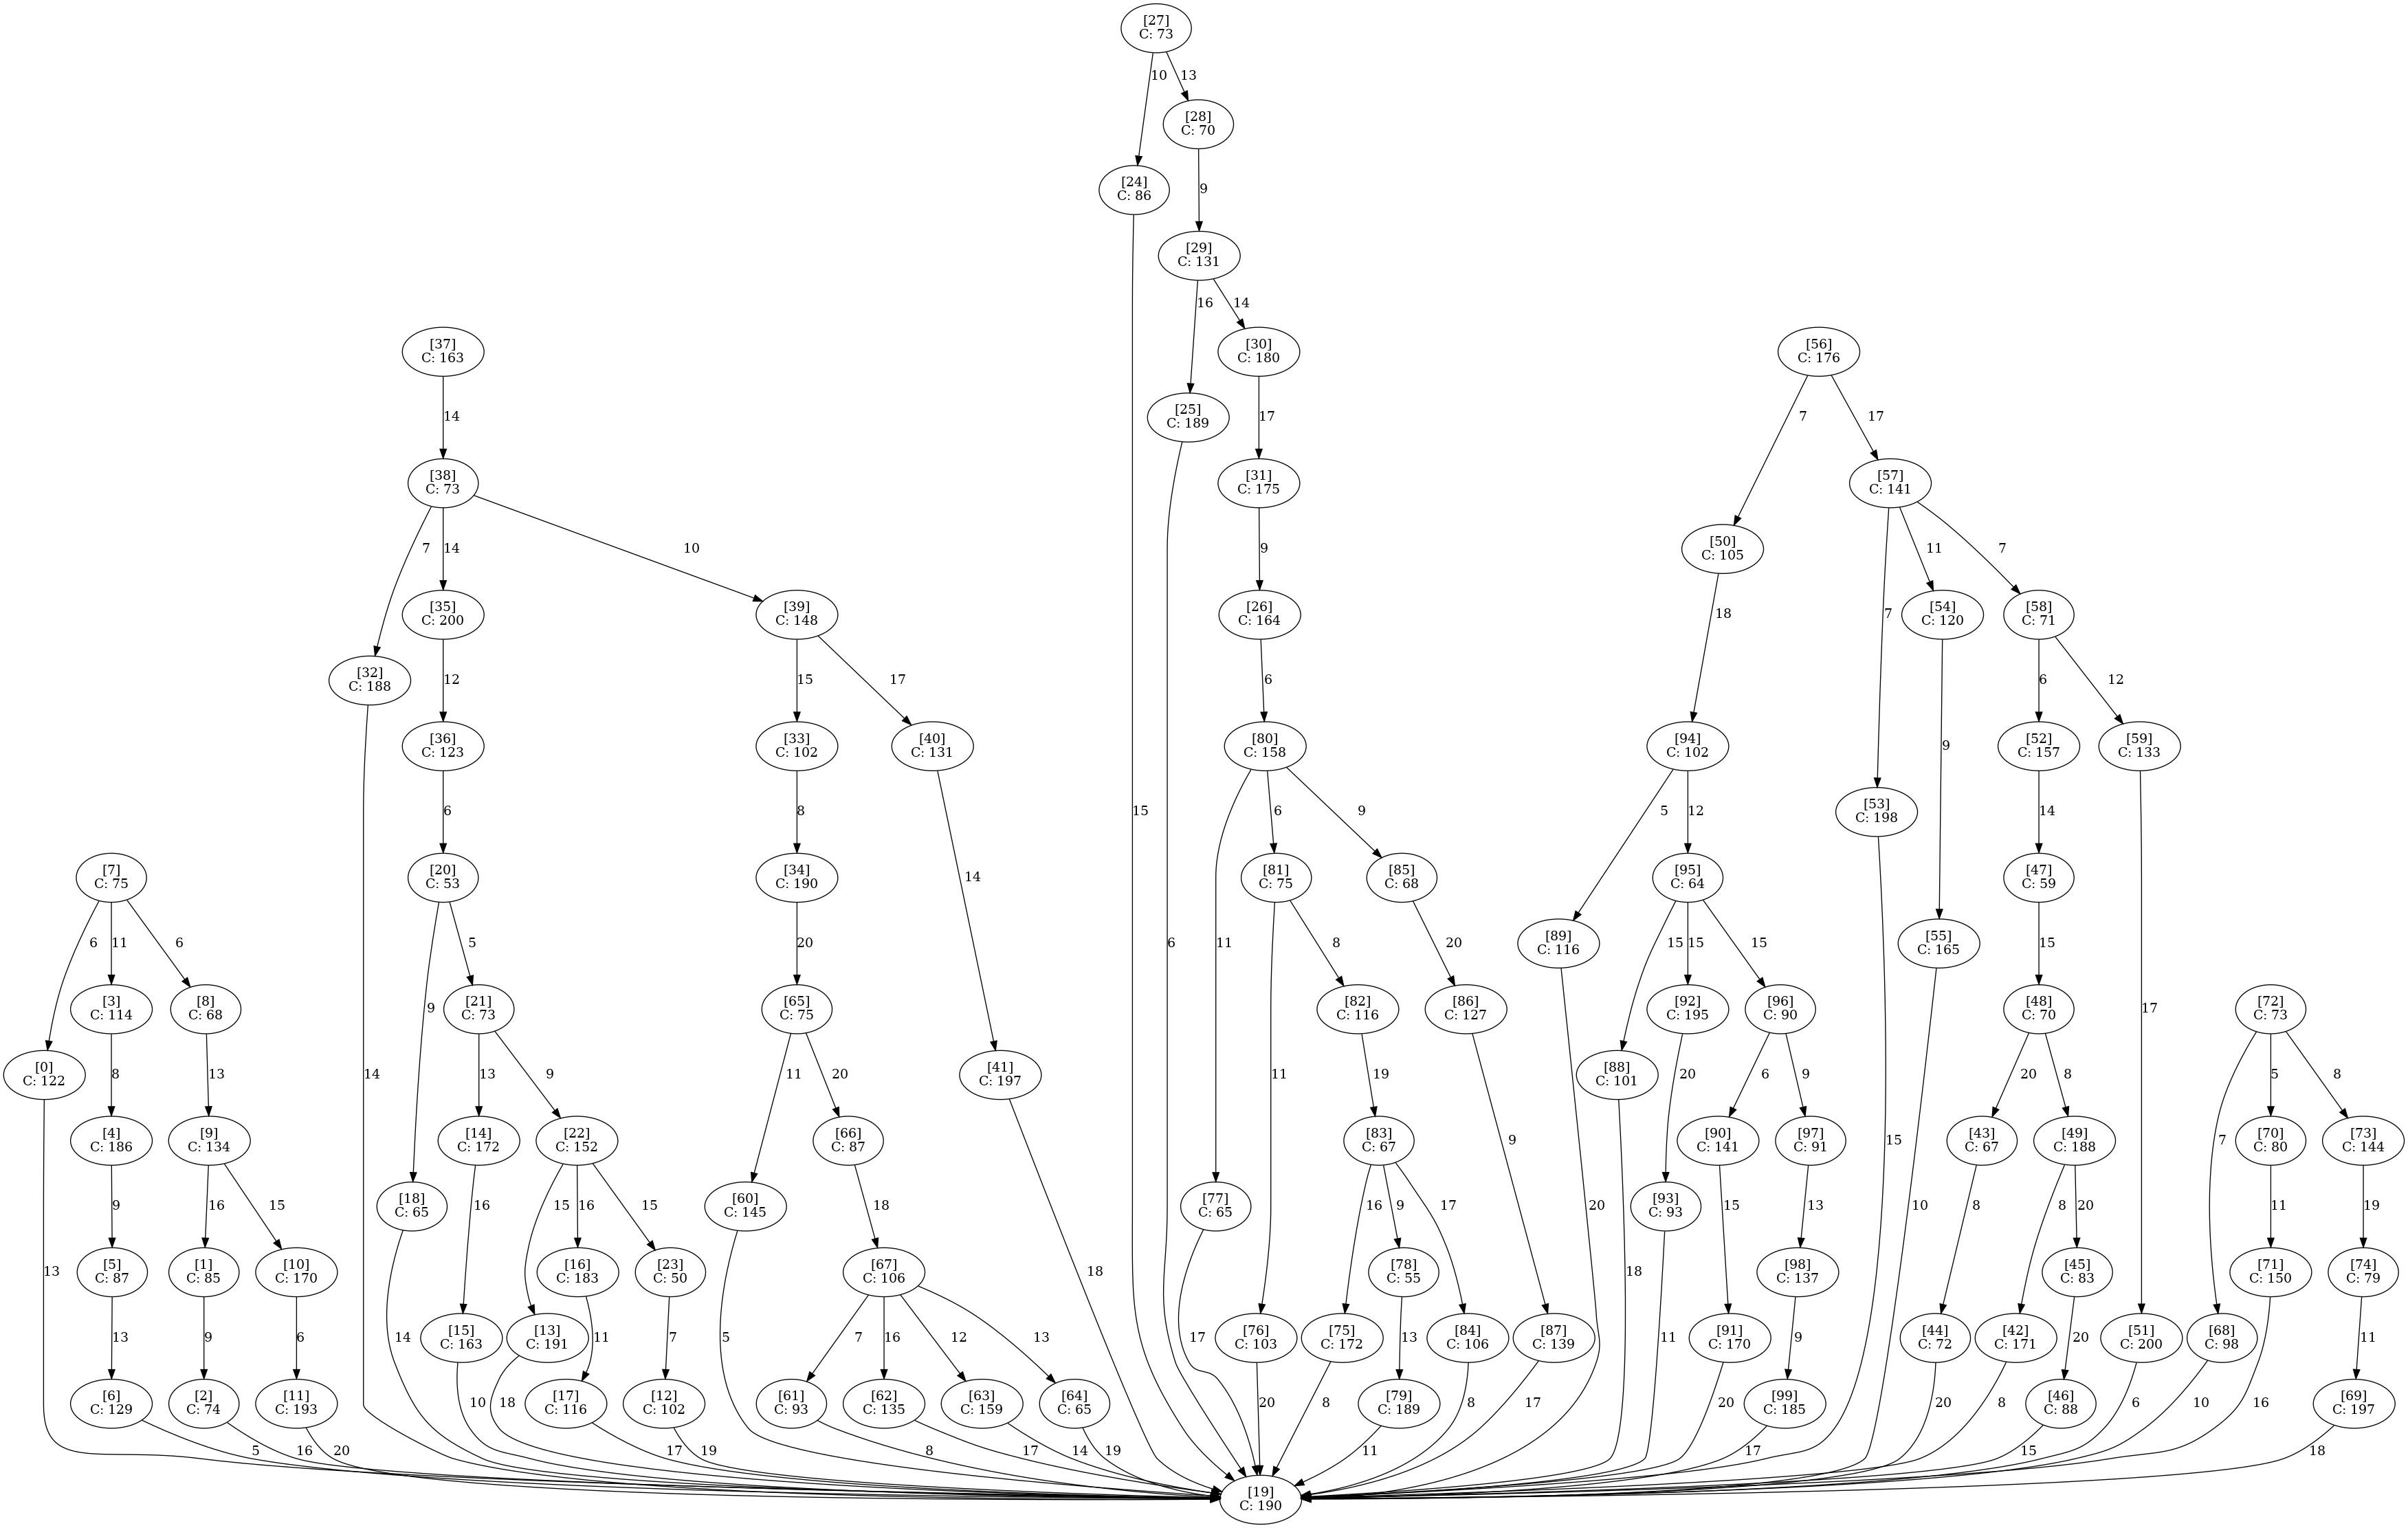 [27]
C: 73
10
13
[28]
C: 70
[24]
C: 86
9
[29]
C: 131
16
14
[37]
C: 163
[30]
C: 180
[56]
C: 176
[25]
C: 189
14
17
7
17
[38]
C: 73
[31]
C: 175
[57]
C: 141
7
14
10
9
[50]
C: 105
11
7
[35]
C: 200
[39]
C: 148
[26]
C: 164
18
7
[54]
C: 120
[58]
C: 71
[32]
C: 188
12
15
17
6
6
12
[36]
C: 123
[33]
C: 102
[40]
C: 131
[80]
C: 158
[94]
C: 102
9
[52]
C: 157
[59]
C: 133
6
8
15
6
9
5
12
[53]
C: 198
14
[7]
C: 75
[20]
C: 53
[34]
C: 190
14
[81]
C: 75
[85]
C: 68
[95]
C: 64
[47]
C: 59
6
11
6
5
20
6
11
8
20
[89]
C: 116
15
15
15
[55]
C: 165
15
[3]
C: 114
[8]
C: 68
9
[21]
C: 73
[65]
C: 75
[82]
C: 116
[86]
C: 127
[92]
C: 195
[96]
C: 90
[48]
C: 70
17
[72]
C: 73
[0]
C: 122
8
13
14
13
9
11
20
[41]
C: 197
11
19
[88]
C: 101
20
6
9
20
8
5
8
[4]
C: 186
[9]
C: 134
[14]
C: 172
[22]
C: 152
[66]
C: 87
[83]
C: 67
9
[90]
C: 141
[97]
C: 91
15
[43]
C: 67
[49]
C: 188
7
[70]
C: 80
[73]
C: 144
9
16
15
[18]
C: 65
16
15
16
15
[60]
C: 145
18
[77]
C: 65
16
9
17
20
[93]
C: 93
15
13
10
8
8
20
11
19
13
[5]
C: 87
[1]
C: 85
[10]
C: 170
[16]
C: 183
[23]
C: 50
[67]
C: 106
18
[78]
C: 55
18
[98]
C: 137
[45]
C: 83
[71]
C: 150
[74]
C: 79
13
9
6
14
[15]
C: 163
[13]
C: 191
11
7
5
7
16
12
13
17
[76]
C: 103
[75]
C: 172
13
[84]
C: 106
[87]
C: 139
11
[91]
C: 170
9
[44]
C: 72
[42]
C: 171
20
[51]
C: 200
[68]
C: 98
11
[6]
C: 129
[2]
C: 74
[11]
C: 193
10
18
[17]
C: 116
[12]
C: 102
[61]
C: 93
[62]
C: 135
[63]
C: 159
[64]
C: 65
20
8
[79]
C: 189
8
17
20
[99]
C: 185
20
8
[46]
C: 88
6
10
16
[69]
C: 197
5
16
20
17
19
8
17
14
19
11
17
15
18
[19]
C: 190